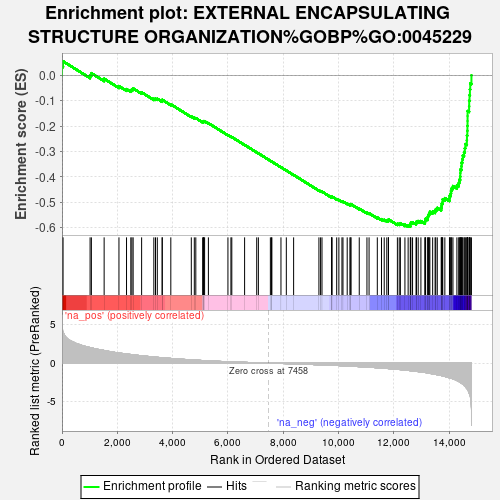 Enrichment plot: EXTERNAL ENCAPSULATING
STRUCTURE ORGANIZATION%GOBP%GO:0045229
Enrichment score (ES)
0.0
-0.1
-0.2
-0.3
-0.4
-0.5
-0.6
'na_pos' (positively correlated)
Ranked list metric (PreRanked)
5
0
-5
Zero cross at 7458
'na_neg' (negatively correlated)
0
2,000
4,000
6,000
8,000
10,000
12,000
14,000
Rank in Ordered Dataset
Enrichment profile
Hits
Ranking metric scores